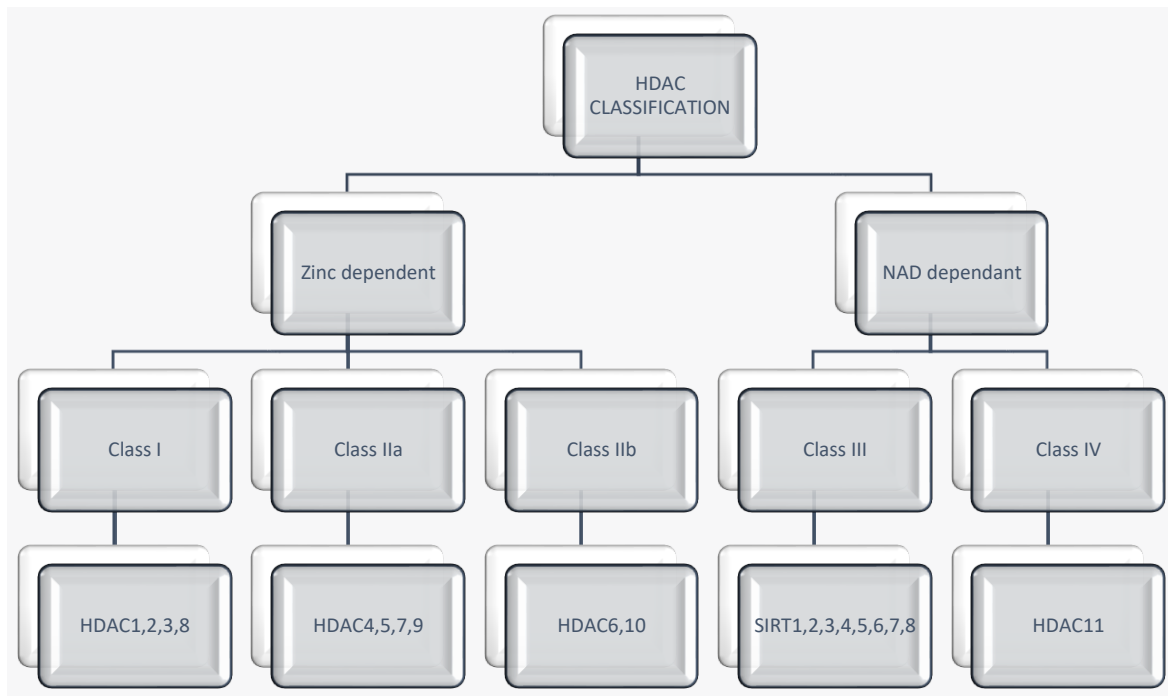 HDAC
CLASSIFICATION
Zinc dependent
NAD dependant
Class I
Class IIa
Class IIb
Class III
Class IV
HDAC1,2,3,8
HDAC4,5,7,9
HDAC6,10
SIRT1,2,3,4,5,6,7,8
HDAC11